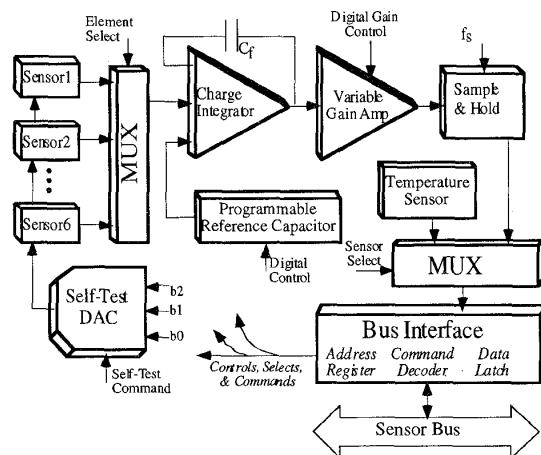 Element
Select
Sensor1
Sensor2
Sensor6
MUX
Cf
Charge
Integrator
Digital Gain
Control
Variable
Gain Amp
fs
Sample
& Hold
Programmable
Reference Capacitor
Digital
Control
Temperature
Sensor
Sensor
Select
MUX
Self-Test
DAC
b2
b1
b0
Self-Test
Command
Controls, Selects,
& Commands
Bus Interface
Address Command Data
Register Decoder Latch
Sensor Bus